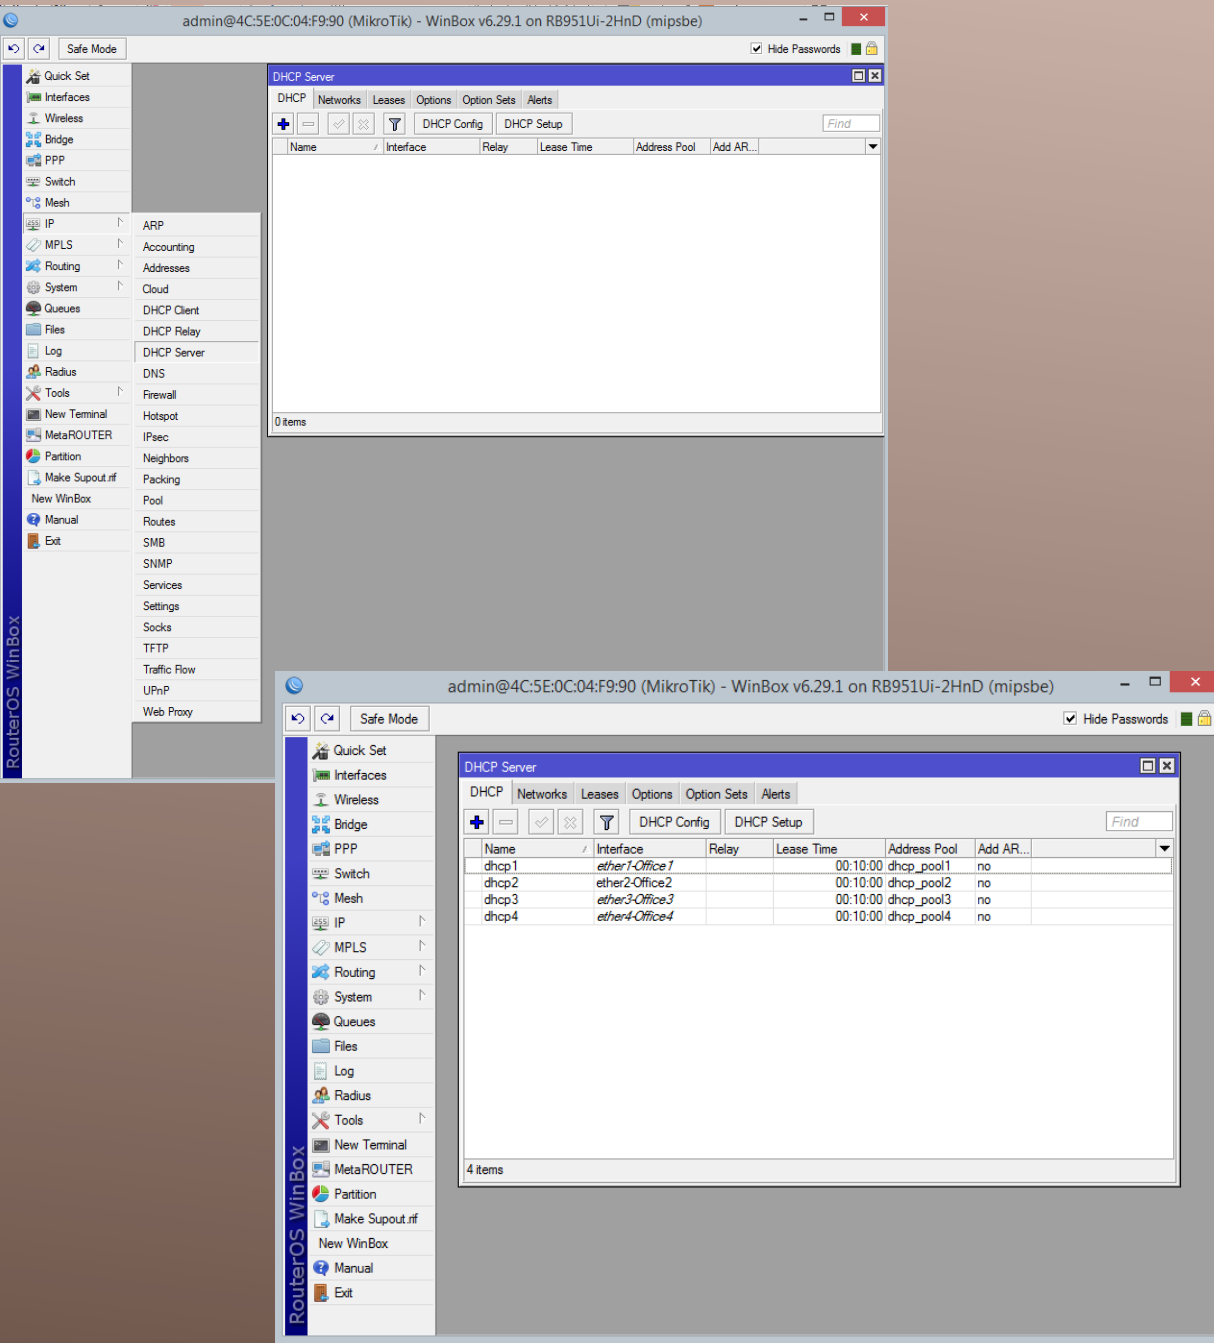 admin@4C:5E:0C:04:F9:90 (MikroTik) - WinBox v6.29.1 on RB951Ui-2HnD (mipsbe)
Safe Mode
Hide Passwords
Quick Set
Interfaces
Wireless
Bridge
PPP
Switch
Mesh
IP
MPLS
Routing
System
Queues
Files
Log
Radius
Tools
New Terminal
MetaROUTER
Partition
Make Supout.rif
New WinBox
Manual
Exit
RouterOS WinBox
ARP
Accounting
Addresses
Cloud
DHCP Client
DHCP Relay
DHCP Server
DNS
Firewall
Hotspot
IPsec
Neighbors
Packing
Pool
Routes
SMB
SNMP
Services
Settings
Socks
TFTP
Traffic Flow
UPnP
Web Proxy
DHCP Server
DHCP Networks Leases Options Option Sets Alerts
DHCP Config DHCP Setup Find
Name Interface Relay Lease Time Address Pool Add AR...
0 items
admin@4C:5E:0C:04:F9:90 (MikroTik) - WinBox v6.29.1 on RB951Ui-2HnD (mipsbe)
Safe Mode
Hide Passwords
Quick Set
Interfaces
Wireless
Bridge
PPP
Switch
Mesh
IP
MPLS
Routing
System
Queues
Files
Log
Radius
Tools
New Terminal
MetaROUTER
Partition
Make Supout.rif
New WinBox
Manual
Exit
RouterOS WinBox
DHCP Server
DHCP Networks Leases Options Option Sets Alerts
DHCP Config DHCP Setup Find
Name Interface Relay Lease Time Address Pool Add AR...
dhcp1 ether1-Office1 00:10:00 dhcp_pool1 no
dhcp2 ether2-Office2 00:10:00 dhcp_pool2 no
dhcp3 ether3-Office3 00:10:00 dhcp_pool3 no
dhcp4 ether4-Office4 00:10:00 dhcp_pool4 no
4 items